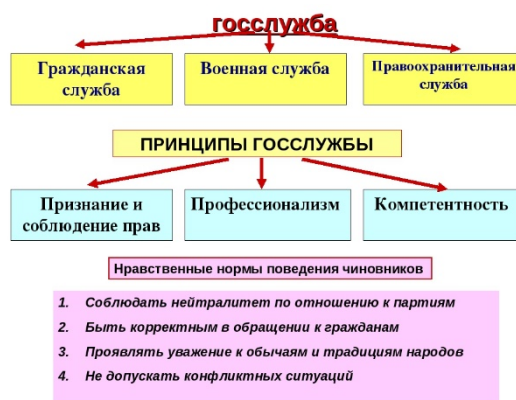 госслужба
Гражданская
служба
Военная служба
Правоохранительная
служба
ПРИНЦИПЫ ГОССЛУЖБЫ
Признание и
соблюдение прав
Профессионализм
Компетентность
Нравственные нормы поведения чиновников
1. Соблюдать нейтралитет по отношению к партиям
2. Быть корректным в обращении к гражданам
3. Проявлять уважение к обычаям и традициям народов
4. Не допускать конфликтных ситуаций